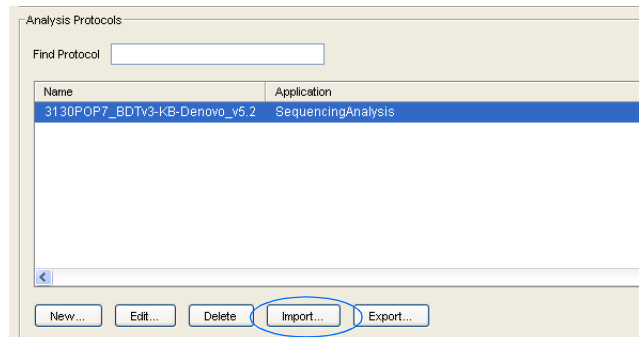 Analysis Protocols
Find Protocol
Name Application
3130POP7_BDTv3-KB-Denovo_v5.2 SequencingAnalysis
New... Edit... Delete Import... Export...